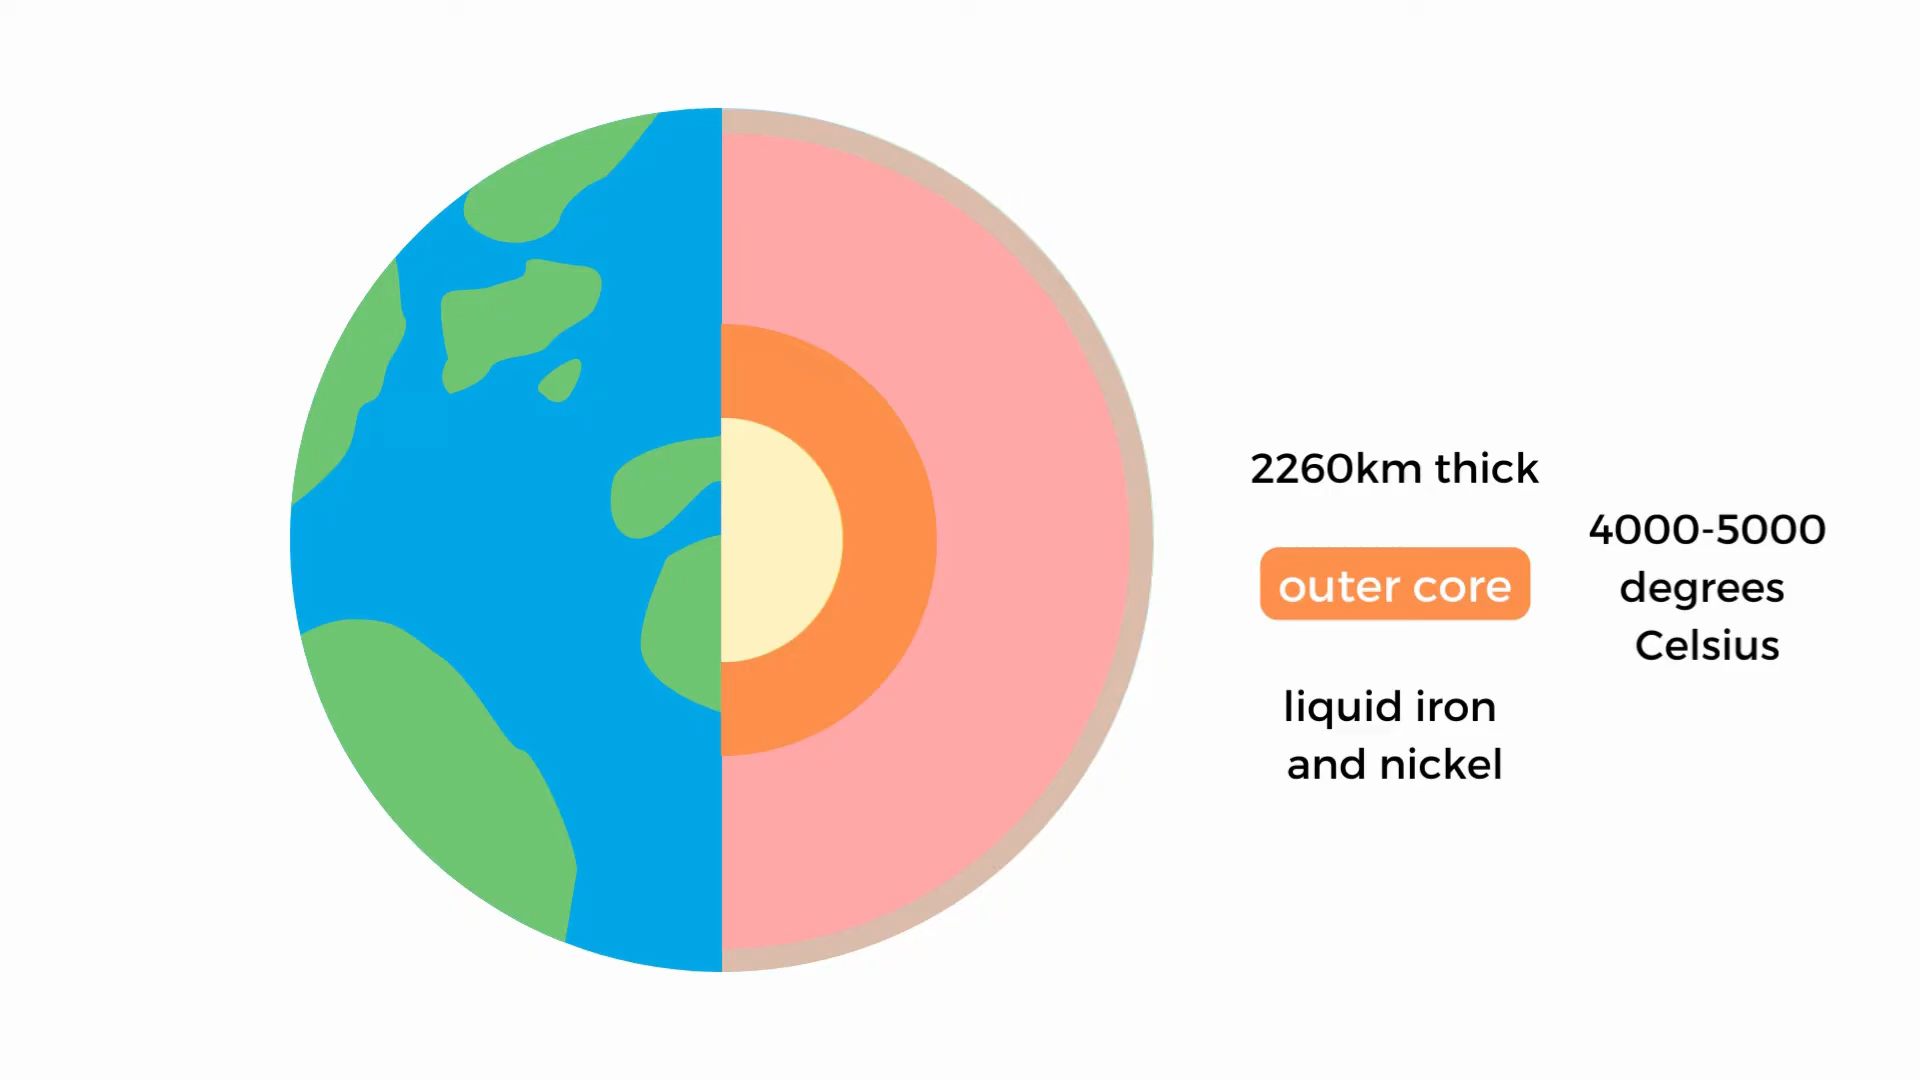 2260km thick
outer core
liquid iron
and nickel
4000-5000
degrees
Celsius